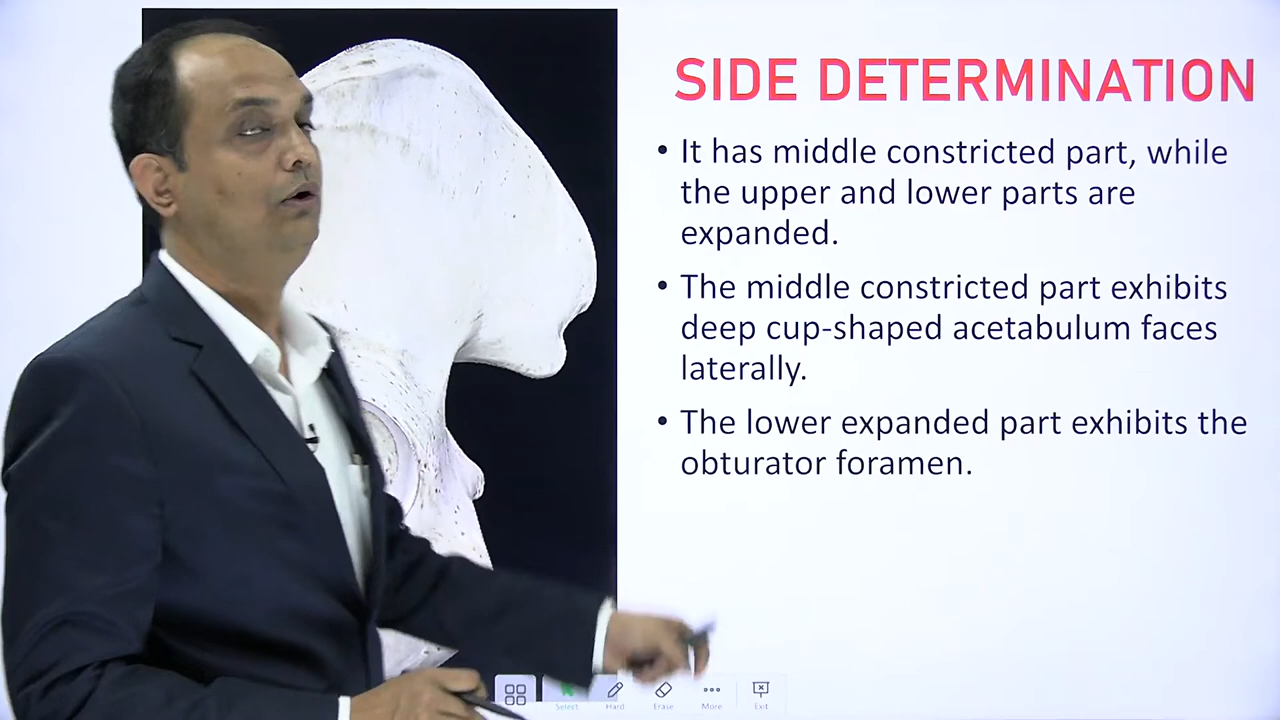 SIDE DETERMINATION
• It has middle constricted part, while
the upper and lower parts are
expanded.
• The middle constricted part exhibits
deep cup-shaped acetabulum faces
laterally.
• The lower expanded part exhibits the
obturator foramen.
Select Hard Erase More Exit